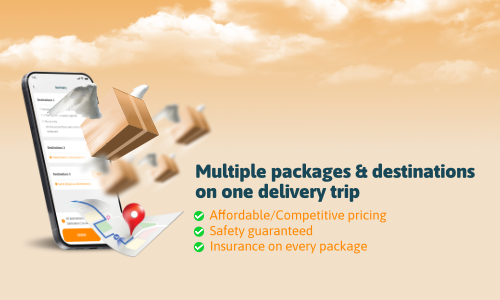 Multiple packages & destinations
on one delivery trip
Affordable/Competitive pricing
Safety guaranteed
Insurance on every package